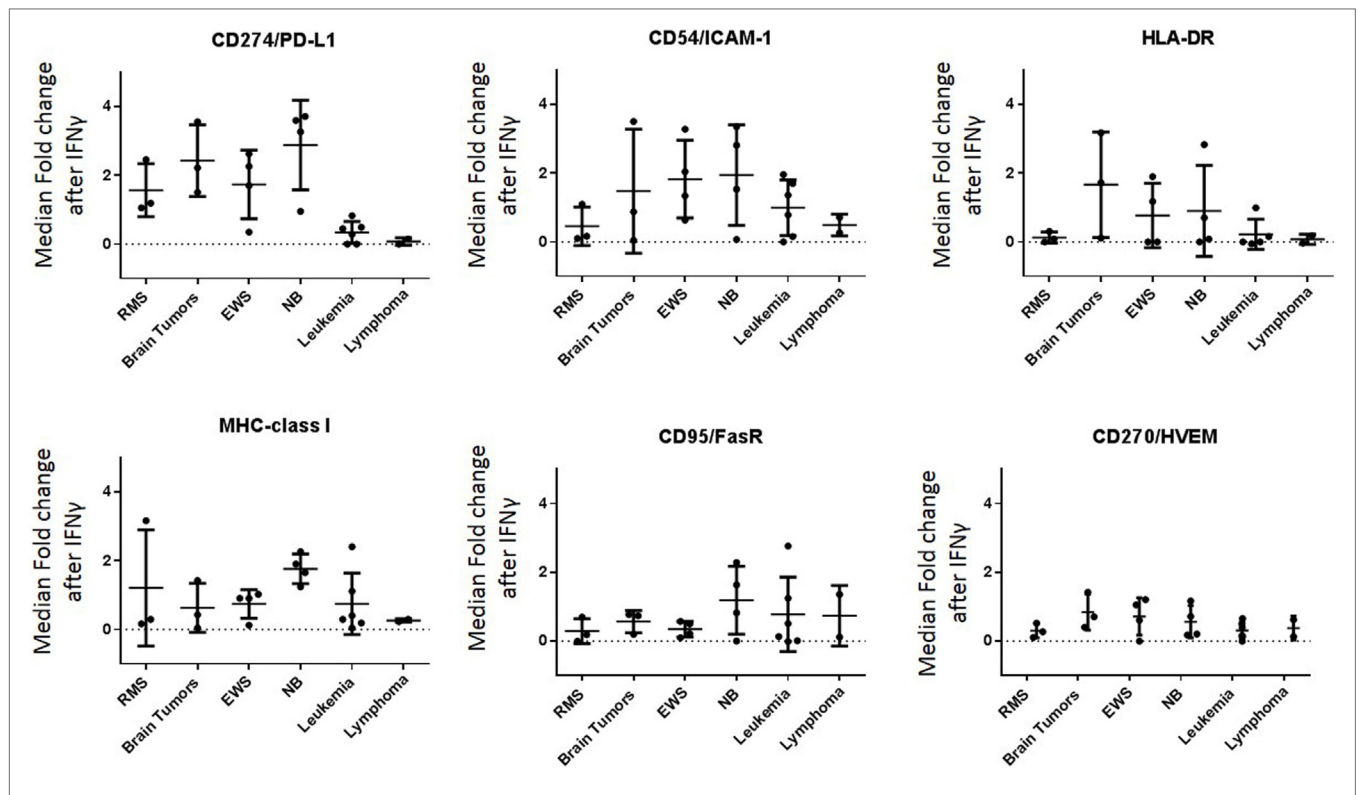 CD274/PD-L1
Median Fold change
after IFNγ
4
2
0
RMS
Brain Tumors
EWS
NB
Leukemia
Lymphoma
CD54/ICAM-1
Median Fold change
after IFNγ
4
2
0
RMS
Brain Tumors
EWS
NB
Leukemia
Lymphoma
HLA-DR
Median Fold change
after IFNγ
4
2
0
RMS
Brain Tumors
EWS
NB
Leukemia
Lymphoma
MHC-class I
Median Fold change
after IFNγ
4
2
0
RMS
Brain Tumors
EWS
NB
Leukemia
Lymphoma
CD95/FasR
Median Fold change
after IFNγ
4
2
0
RMS
Brain Tumors
EWS
NB
Leukemia
Lymphoma
CD270/HVEM
Median Fold change
after IFNγ
4
2
0
RMS
Brain Tumors
EWS
NB
Leukemia
Lymphoma